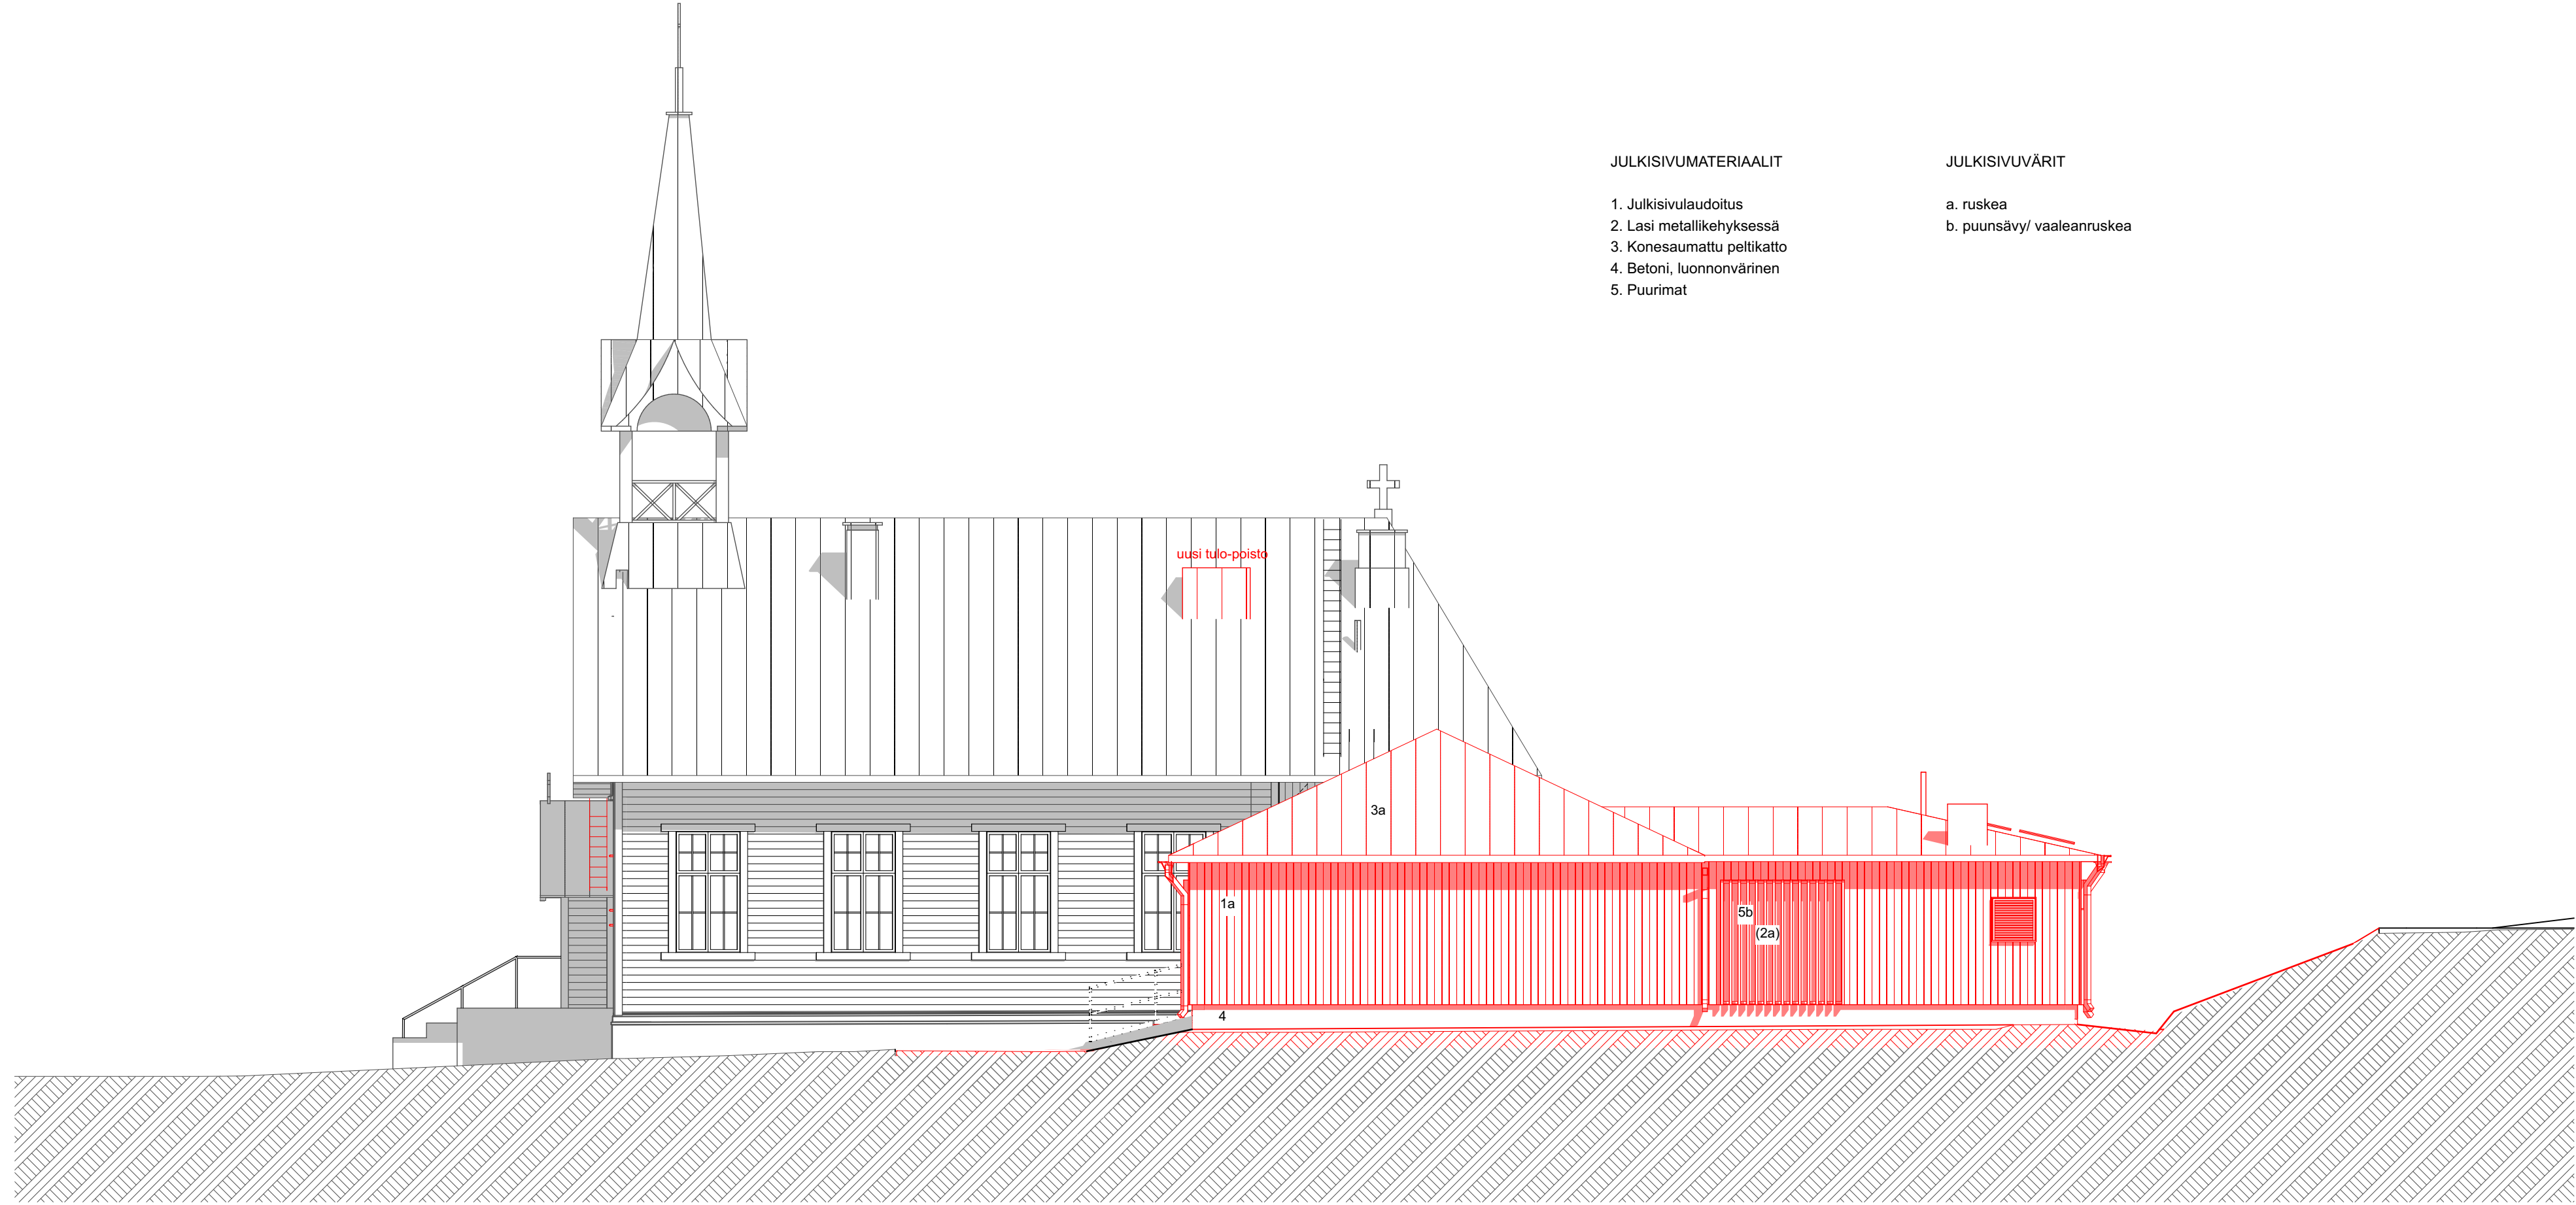 JULKISIVUMATERIAALIT
1. Julkisivulaudoitus
2. Lasi metallikehyksessä
3. Konesaumattu peltikatto
4. Betoni, luonnonvärinen
5. Puurimat
JULKISIVUVÄRIT
a. ruskea
b. puunsävy/ vaaleanruskea
uusi tulo-poisto
3a
1a
5b
(2a)
4